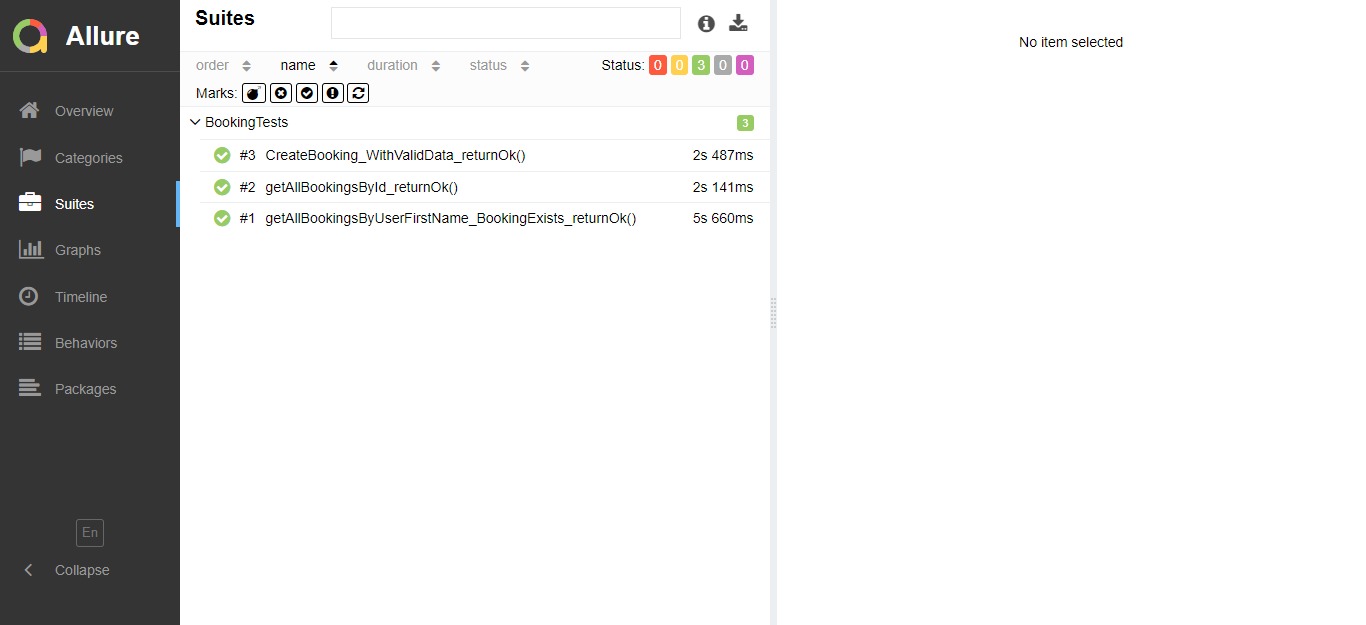 Allure
Overview
Categories
Suites
Graphs
Timeline
Behaviors
Packages
En
Collapse
Suites
order name duration status Status: 0 0 3 0 0
Marks:
BookingTests 3
#3 CreateBooking_WithValidData_returnOk() 2s 487ms
#2 getAllBookingsById_returnOk() 2s 141ms
#1 getAllBookingsByUserFirstName_BookingExists_returnOk() 5s 660ms
No item selected